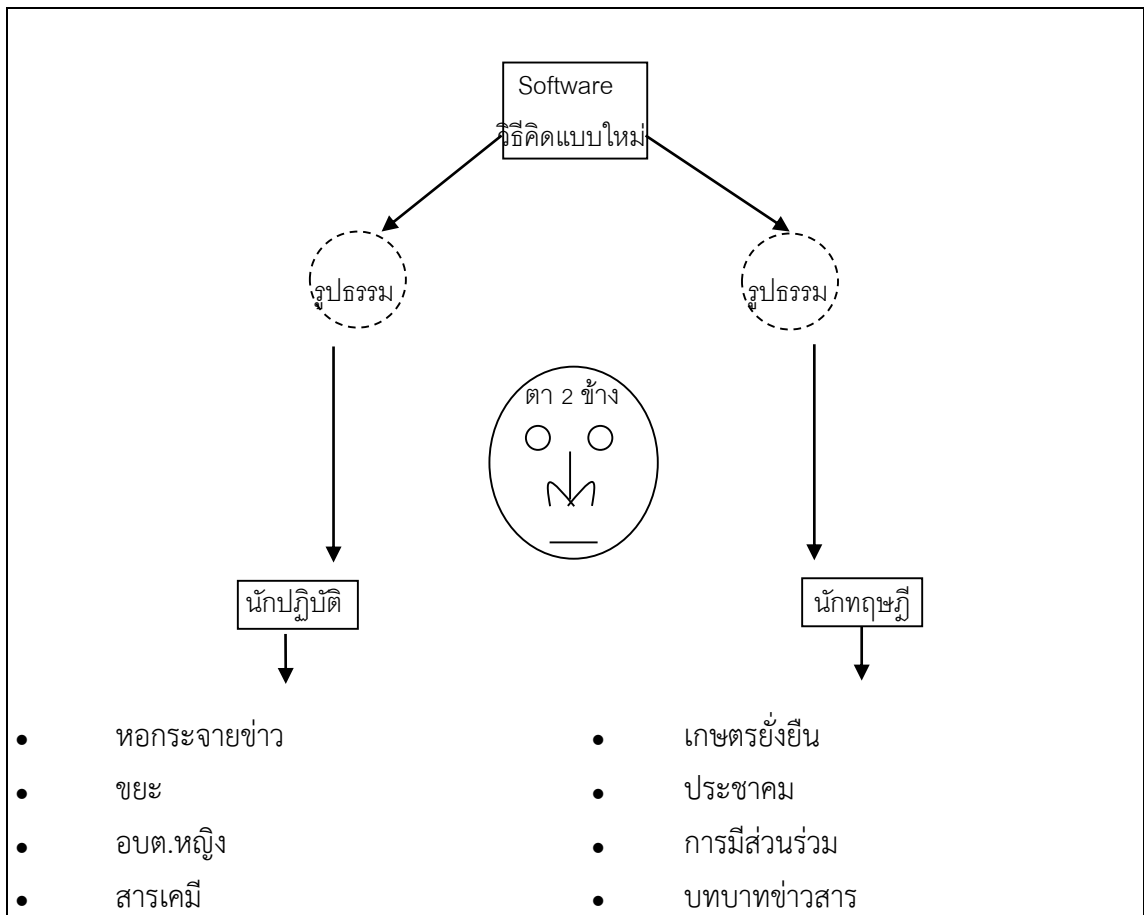 Software
วิธีคิดแบบใหม่
รูปธรรม
รูปธรรม
ตา 2 ข้าง
นักปฏิบัติ
นักทฤษฎี
• หอกระจายข่าว
• ขยะ
• อบต.หญิง
• สารเคมี
• เกษตรยั่งยืน
• ประชาคม
• การมีส่วนร่วม
• บทบาทข่าวสาร